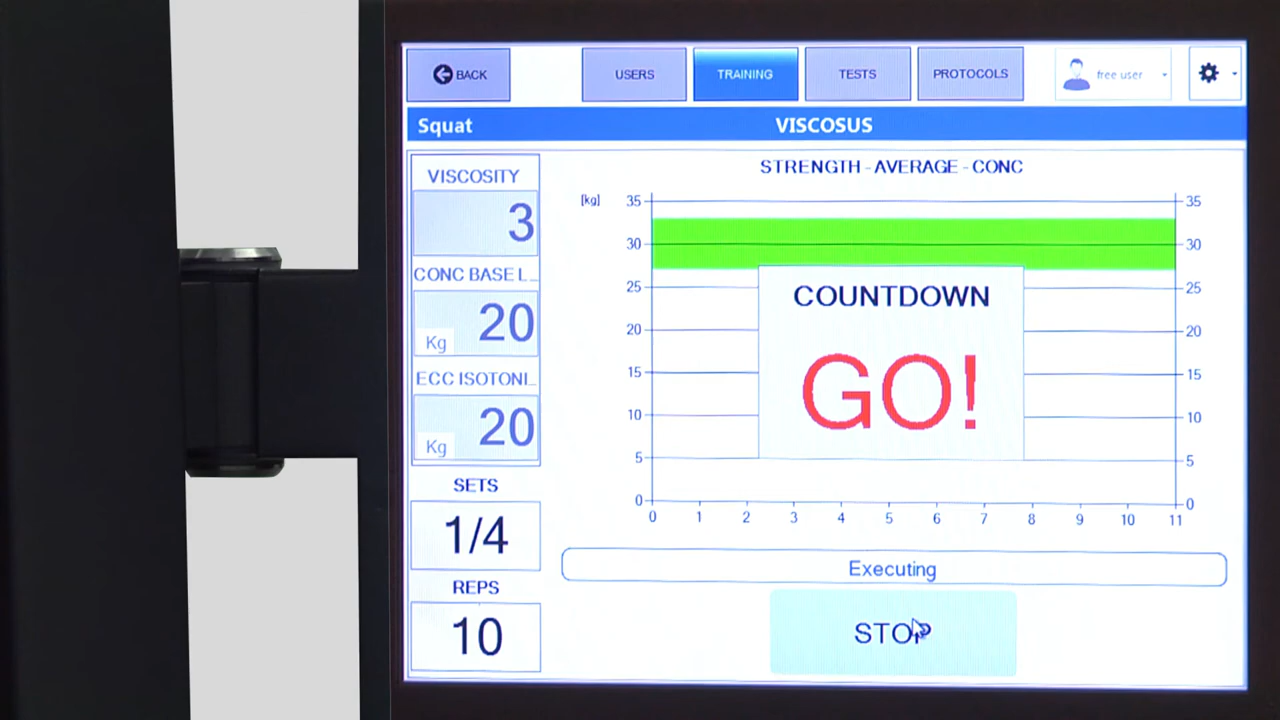 BACK
USERS
TRAINING
TESTS
PROTOCOLS
free user
Squat
VISCOSUS
VISCOSITY
3
CONC BASE L...
Kg
20
ECC ISOTONI...
Kg
20
SETS
1/4
REPS
10
STRENGTH - AVERAGE - CONC
[kg]
35
30
25
20
15
10
5
0
35
30
25
20
15
10
5
0
0 1 2 3 4 5 6 7 8 9 10 11
COUNTDOWN
GO!
Executing
STOP